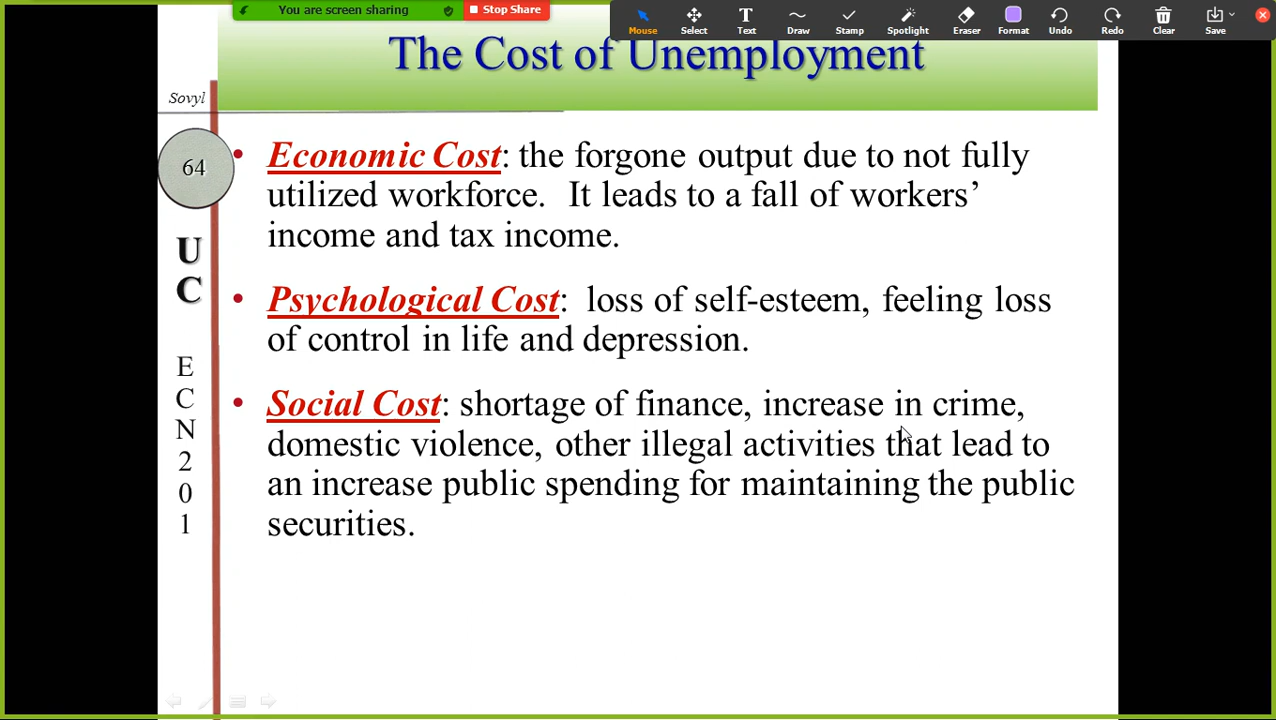 You are screen sharing
Stop Share
Mouse
Select
Text
Draw
Stamp
Spotlight
Eraser
Format
Undo
Redo
Clear
Save
The Cost of Unemployment
Sovyl
64
U
C
E
C
N
2
0
1
• Economic Cost: the forgone output due to not fully
utilized workforce.  It leads to a fall of workers’
income and tax income.
• Psychological Cost:  loss of self-esteem, feeling loss
of control in life and depression.
• Social Cost: shortage of finance, increase in crime,
domestic violence, other illegal activities that lead to
an increase public spending for maintaining the public
securities.